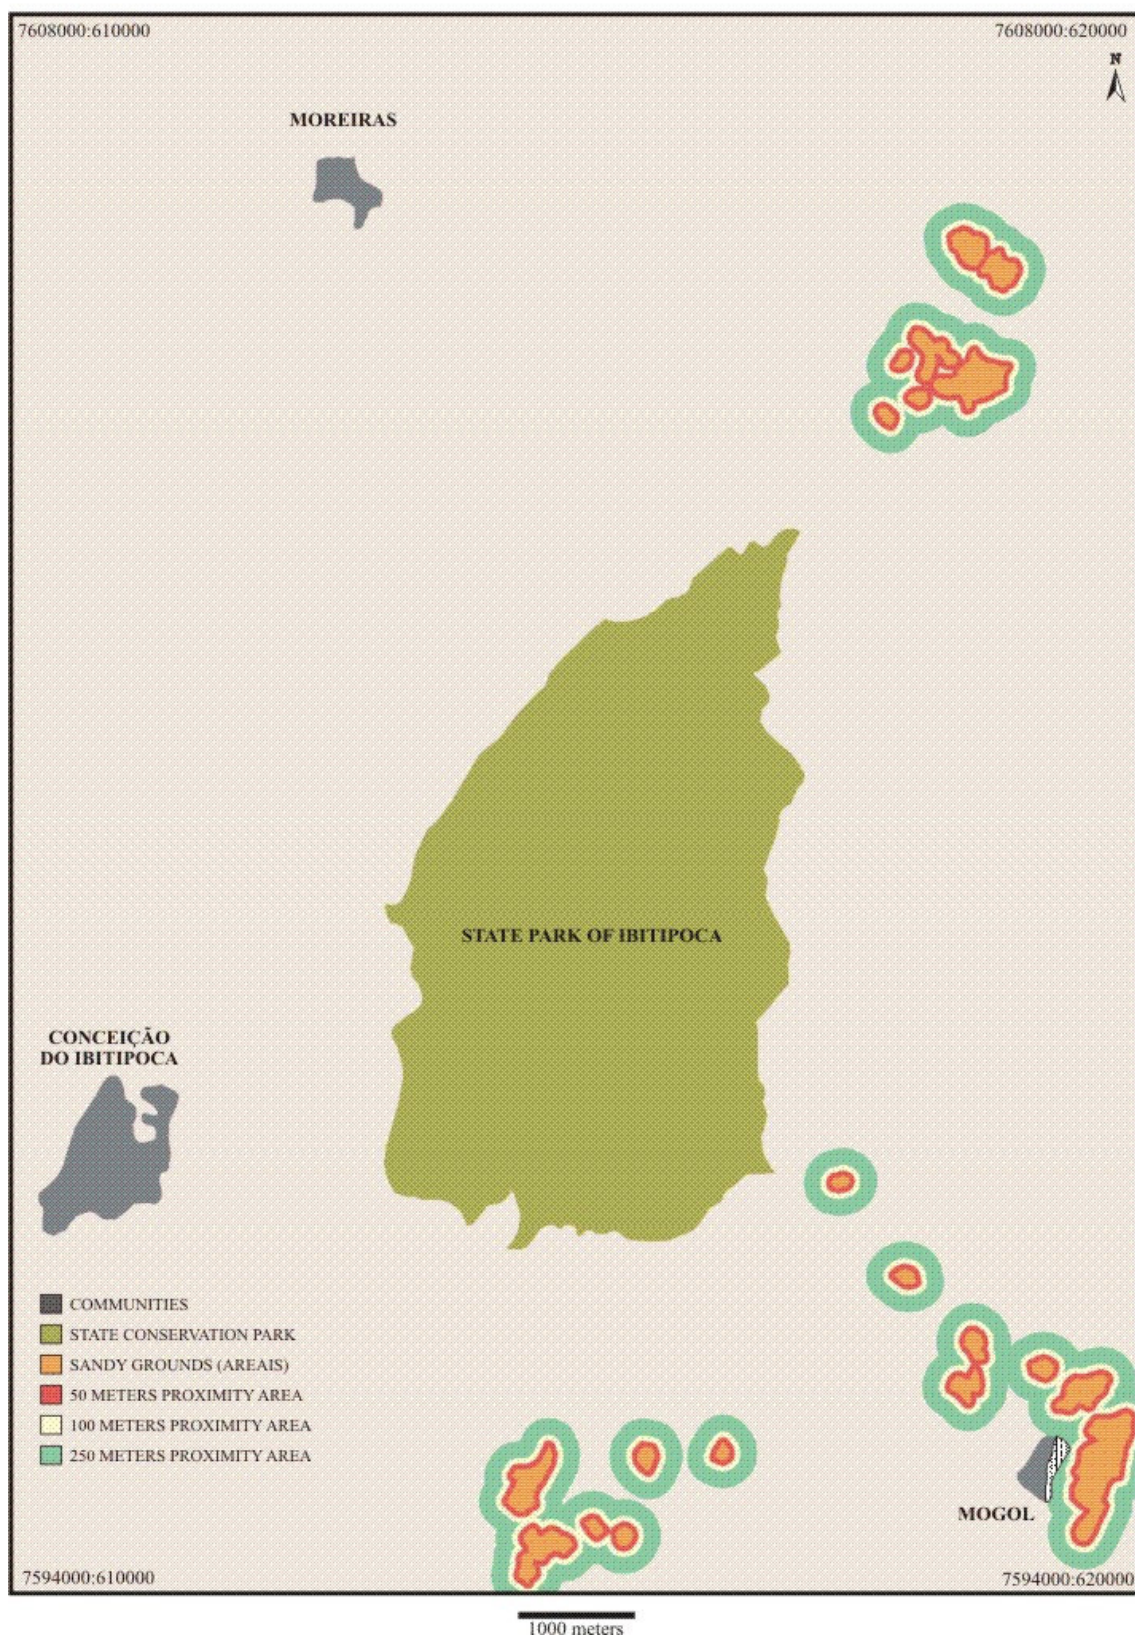 7608000:610000
7608000:620000
N
MOREIRAS
STATE PARK OF IBITIPOCA
CONCEIÇÃO
DO IBITIPOCA
COMMUNITIES
STATE CONSERVATION PARK
SANDY GROUNDS (AREAIS)
50 METERS PROXIMITY AREA
100 METERS PROXIMITY AREA
250 METERS PROXIMITY AREA
MOGOL
7594000:610000
7594000:620000
1000 meters